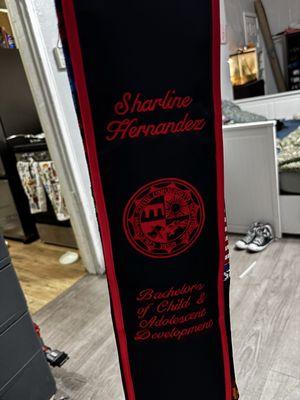 Sharline
Hernandez
Bachelors
of Child &
Adolescent
Development